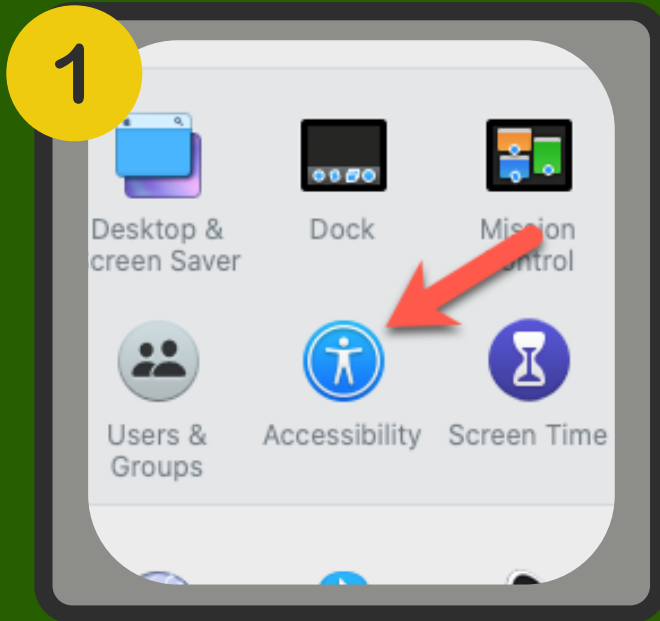 1
Desktop &
creen Saver
Dock
Mission
ontrol
Users &
Groups
Accessibility
Screen Time